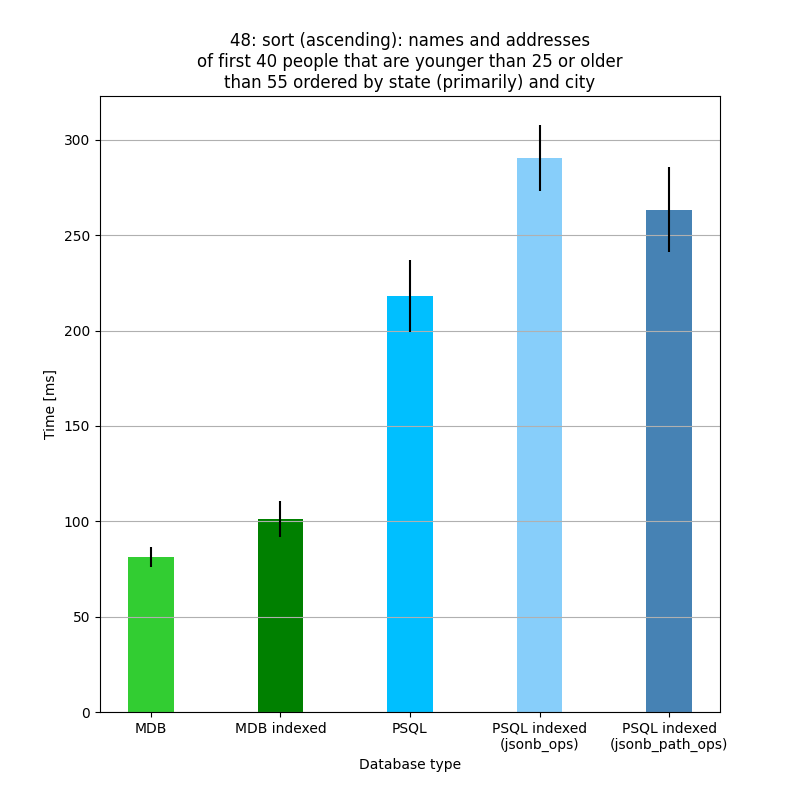 48: sort (ascending): names and addresses
of first 40 people that are younger than 25 or older
than 55 ordered by state (primarily) and city
300
250
200
150
100
50
0
Time [ms]
MDB
MDB indexed
PSQL
PSQL indexed
(jsonb_ops)
PSQL indexed
(jsonb_path_ops)
Database type